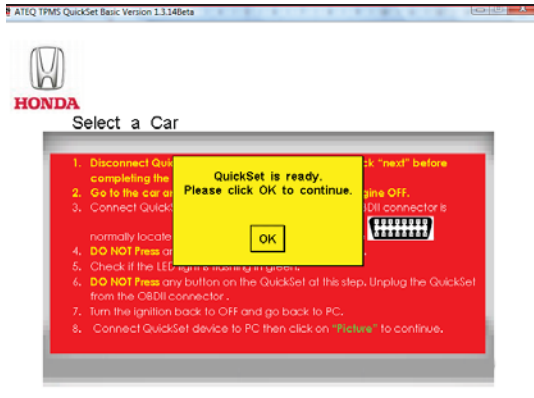 ATEQ TPMS QuickSet Basic Version 1.3.14Beta
HONDA
Select a Car
1. Disconnect Quic ck "next" before
completing the
2. Go to the car an gine OFF.
3. Connect QuickS BDII connector is
normally locate
4. DO NOT Press an
5. Check if the LED light is flashing in green.
6. DO NOT Press any button on the QuickSet at this step. Unplug the QuickSet
from the OBDII connector .
7. Turn the ignition back to OFF and go back to PC.
8. Connect QuickSet device to PC then click on "Picture" to continue.
QuickSet is ready.
Please click OK to continue.
OK